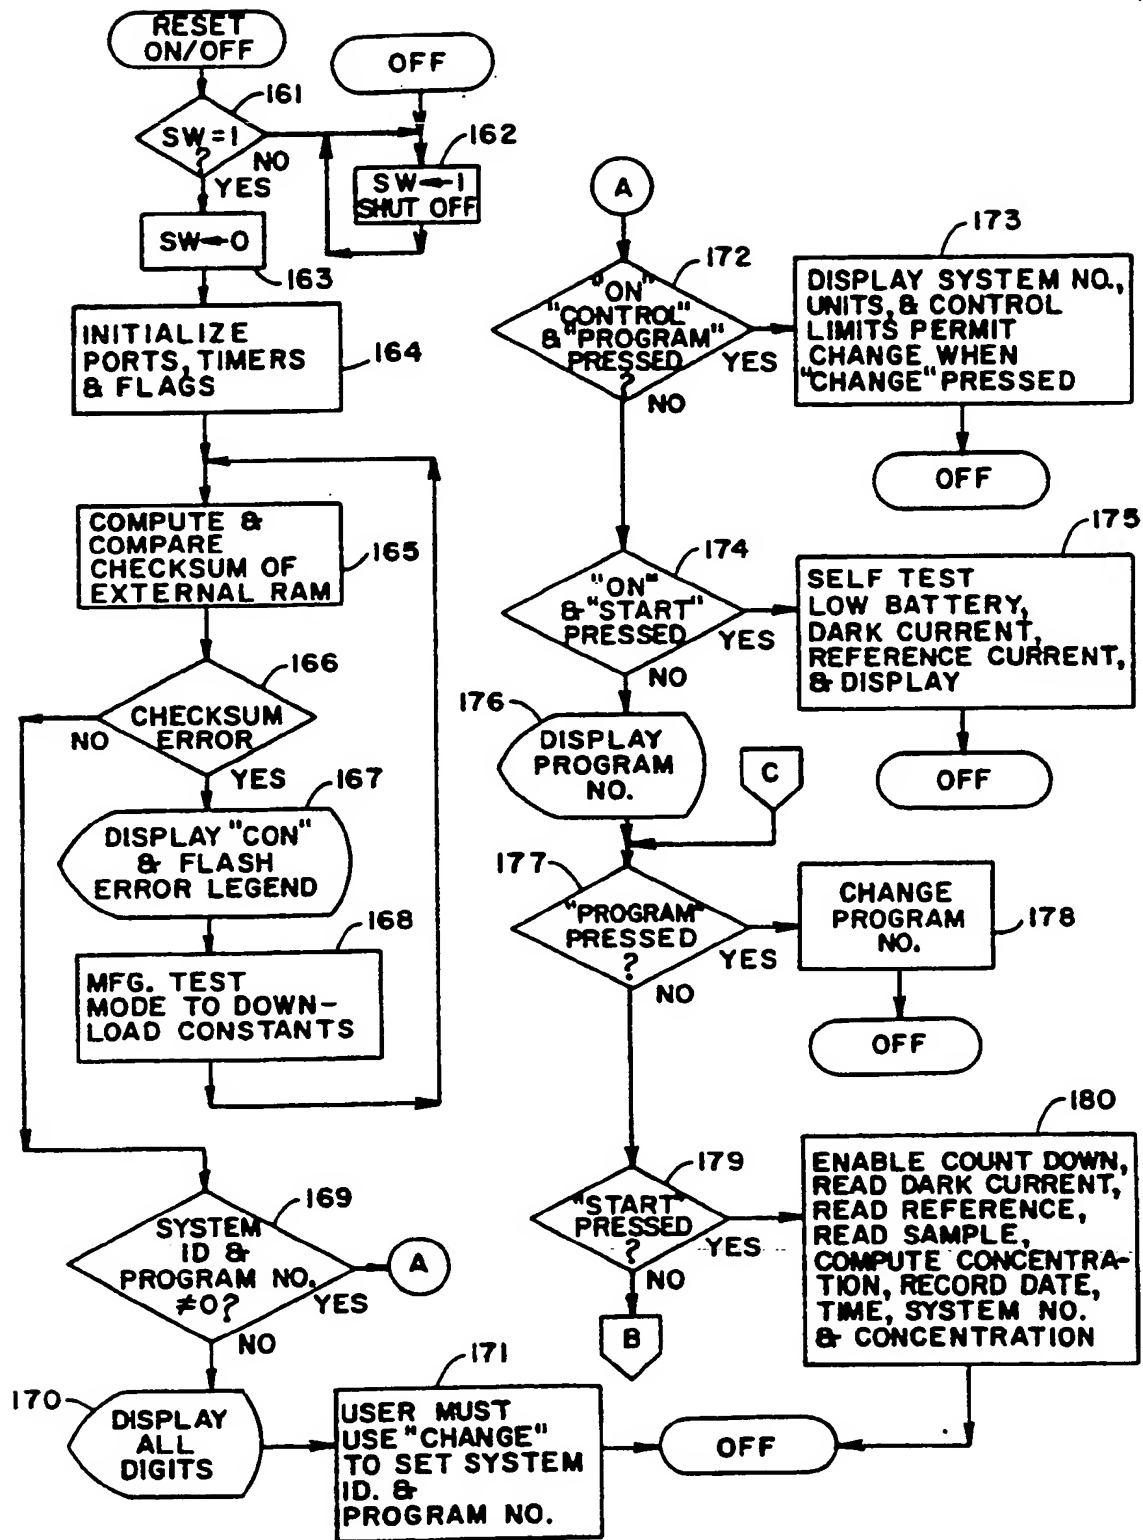 RESET
ON/OFF
OFF
161
SW=1
?
NO
YES
162
SW←1
SHUT OFF
SW←0
163
INITIALIZE
PORTS, TIMERS
& FLAGS
164
COMPUTE &
COMPARE
CHECKSUM OF
EXTERNAL RAM
165
166
CHECKSUM
ERROR
NO
YES
167
DISPLAY "CON"
& FLASH
ERROR LEGEND
168
MFG. TEST
MODE TO DOWN-
LOAD CONSTANTS
169
SYSTEM
ID &
PROGRAM NO.
≠0?
YES
A
NO
170
DISPLAY
ALL
DIGITS
171
USER MUST
USE "CHANGE"
TO SET SYSTEM
ID. &
PROGRAM NO.
OFF
A
172
"ON"
"CONTROL"
& "PROGRAM"
PRESSED
?
YES
NO
173
DISPLAY SYSTEM NO.,
UNITS, & CONTROL
LIMITS PERMIT
CHANGE WHEN
"CHANGE" PRESSED
OFF
174
"ON"
& "START"
PRESSED
YES
NO
175
SELF TEST
LOW BATTERY,
DARK CURRENT,
REFERENCE CURRENT,
& DISPLAY
OFF
176
DISPLAY
PROGRAM
NO.
C
177
"PROGRAM"
PRESSED
?
YES
NO
CHANGE
PROGRAM
NO.
178
OFF
179
"START"
PRESSED
?
YES
NO
B
180
ENABLE COUNT DOWN,
READ DARK CURRENT,
READ REFERENCE,
READ SAMPLE,
COMPUTE CONCENTRA-
TION, RECORD DATE,
TIME, SYSTEM NO.
& CONCENTRATION